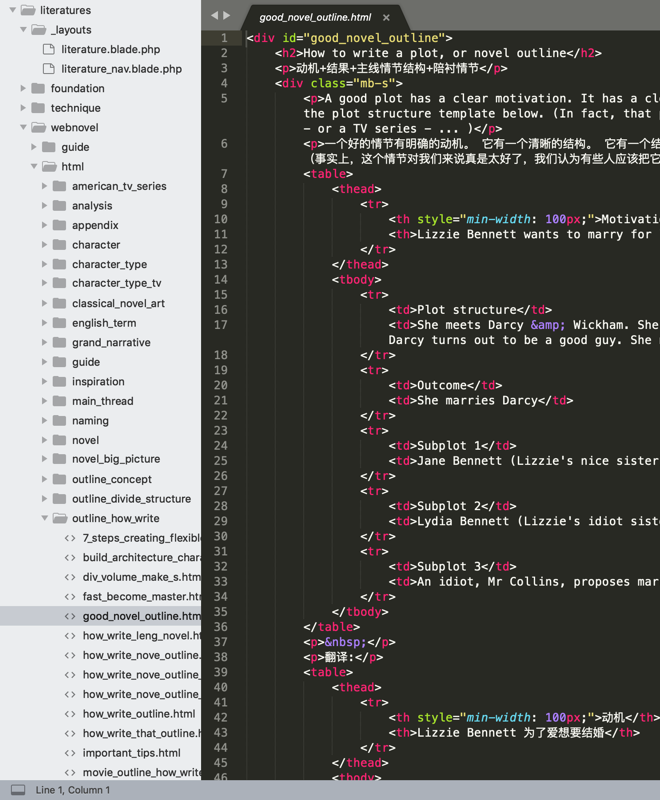 literatures
_layouts
literature.blade.php
literature_nav.blade.php
foundation
technique
webnovel
guide
html
american_tv_series
analysis
appendix
character
character_type
character_type_tv
classical_novel_art
english_term
grand_narrative
guide
inspiration
main_thread
naming
novel
novel_big_picture
outline_concept
outline_divide_structure
outline_how_write
7_steps_creating_flexible
build_architecture_chara
div_volume_make_s.htm
fast_become_master.htm
good_novel_outline.htm
how_write_leng_novel.ht
how_write_nove_outline.
how_write_nove_outline_
how_write_nove_outline_
how_write_outline.html
how_write_that_outline.h
important_tips.html
movie_outline_how_write
good_novel_outline.html
1 <div id="good_novel_outline">
2 <h2>How to write a plot, or novel outline</h2>
3 <p>动机+结果+主线情节结构+陪衬情节</p>
4 <div class="mb-s">
5 <p>A good plot has a clear motivation. It has a cle
the plot structure template below. (In fact, that p
- or a TV series - ... )</p>
6 <p>一个好的情节有明确的动机。 它有一个清晰的结构。 它有一个结
（事实上，这个情节对我们来说真是太好了，我们认为有些人应该把它
7 <table>
8 <thead>
9 <tr>
10 <th style="min-width: 100px;">Motivatio
11 <th>Lizzie Bennett wants to marry for
12 </tr>
13 </thead>
14 <tbody>
15 <tr>
16 <td>Plot structure</td>
17 <td>She meets Darcy &amp; Wickham. She
Darcy turns out to be a good guy. She m
18 </tr>
19 <tr>
20 <td>Outcome</td>
21 <td>She marries Darcy</td>
22 </tr>
23 <tr>
24 <td>Subplot 1</td>
25 <td>Jane Bennett (Lizzie's nice sister
26 </tr>
27 <tr>
28 <td>Subplot 2</td>
29 <td>Lydia Bennett (Lizzie's idiot siste
30 </tr>
31 <tr>
32 <td>Subplot 3</td>
33 <td>An idiot, Mr Collins, proposes mar
34 </tr>
35 </tbody>
36 </table>
37 <p>&nbsp;</p>
38 <p>翻译:</p>
39 <table>
40 <thead>
41 <tr>
42 <th style="min-width: 100px;">动机</th>
43 <th>Lizzie Bennett 为了爱想要结婚</th>
44 </tr>
45 </thead>
46 <tbody>
Line 1, Column 1